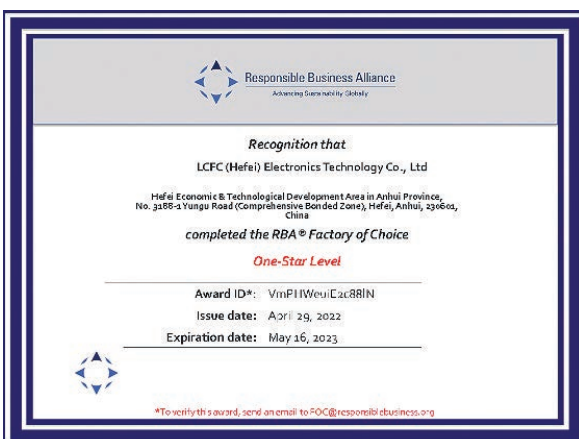 Responsible Business Alliance
Advancing Sustainability Globally
Recognition that
LCFC (Hefei) Electronics Technology Co., Ltd
Hefei Economic & Technological Development Area in Anhui Province,
No. 3188-1 Yungu Road (Comprehensive Bonded Zone), Hefei, Anhui, 230601,
China
completed the RBA® Factory of Choice
One-Star Level
Award ID*:
Issue date: April 29, 2022
Expiration date: May 16, 2023
*To verify this award, send an email to FOC@responsiblebusiness.org